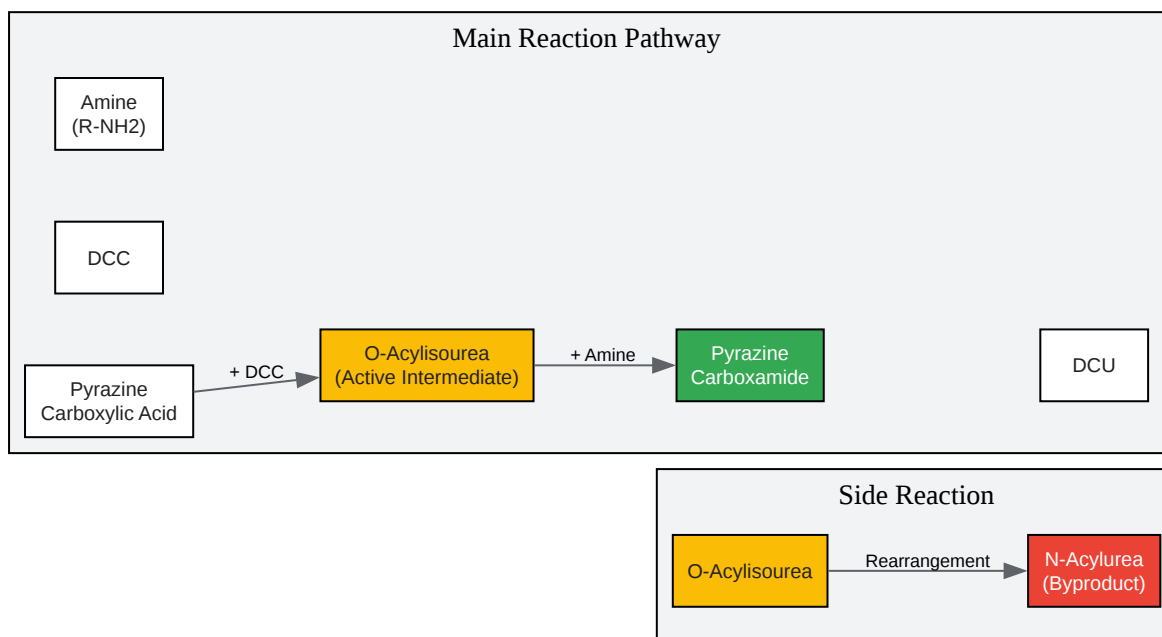 Main Reaction Pathway
Amine
(R-NH2)
DCC
Pyrazine
Carboxylic Acid
+ DCC
O-Acylisourea
(Active Intermediate)
+ Amine
Pyrazine
Carboxamide
DCU
Side Reaction
O-Acylisourea
Rearrangement
N-Acylurea
(Byproduct)